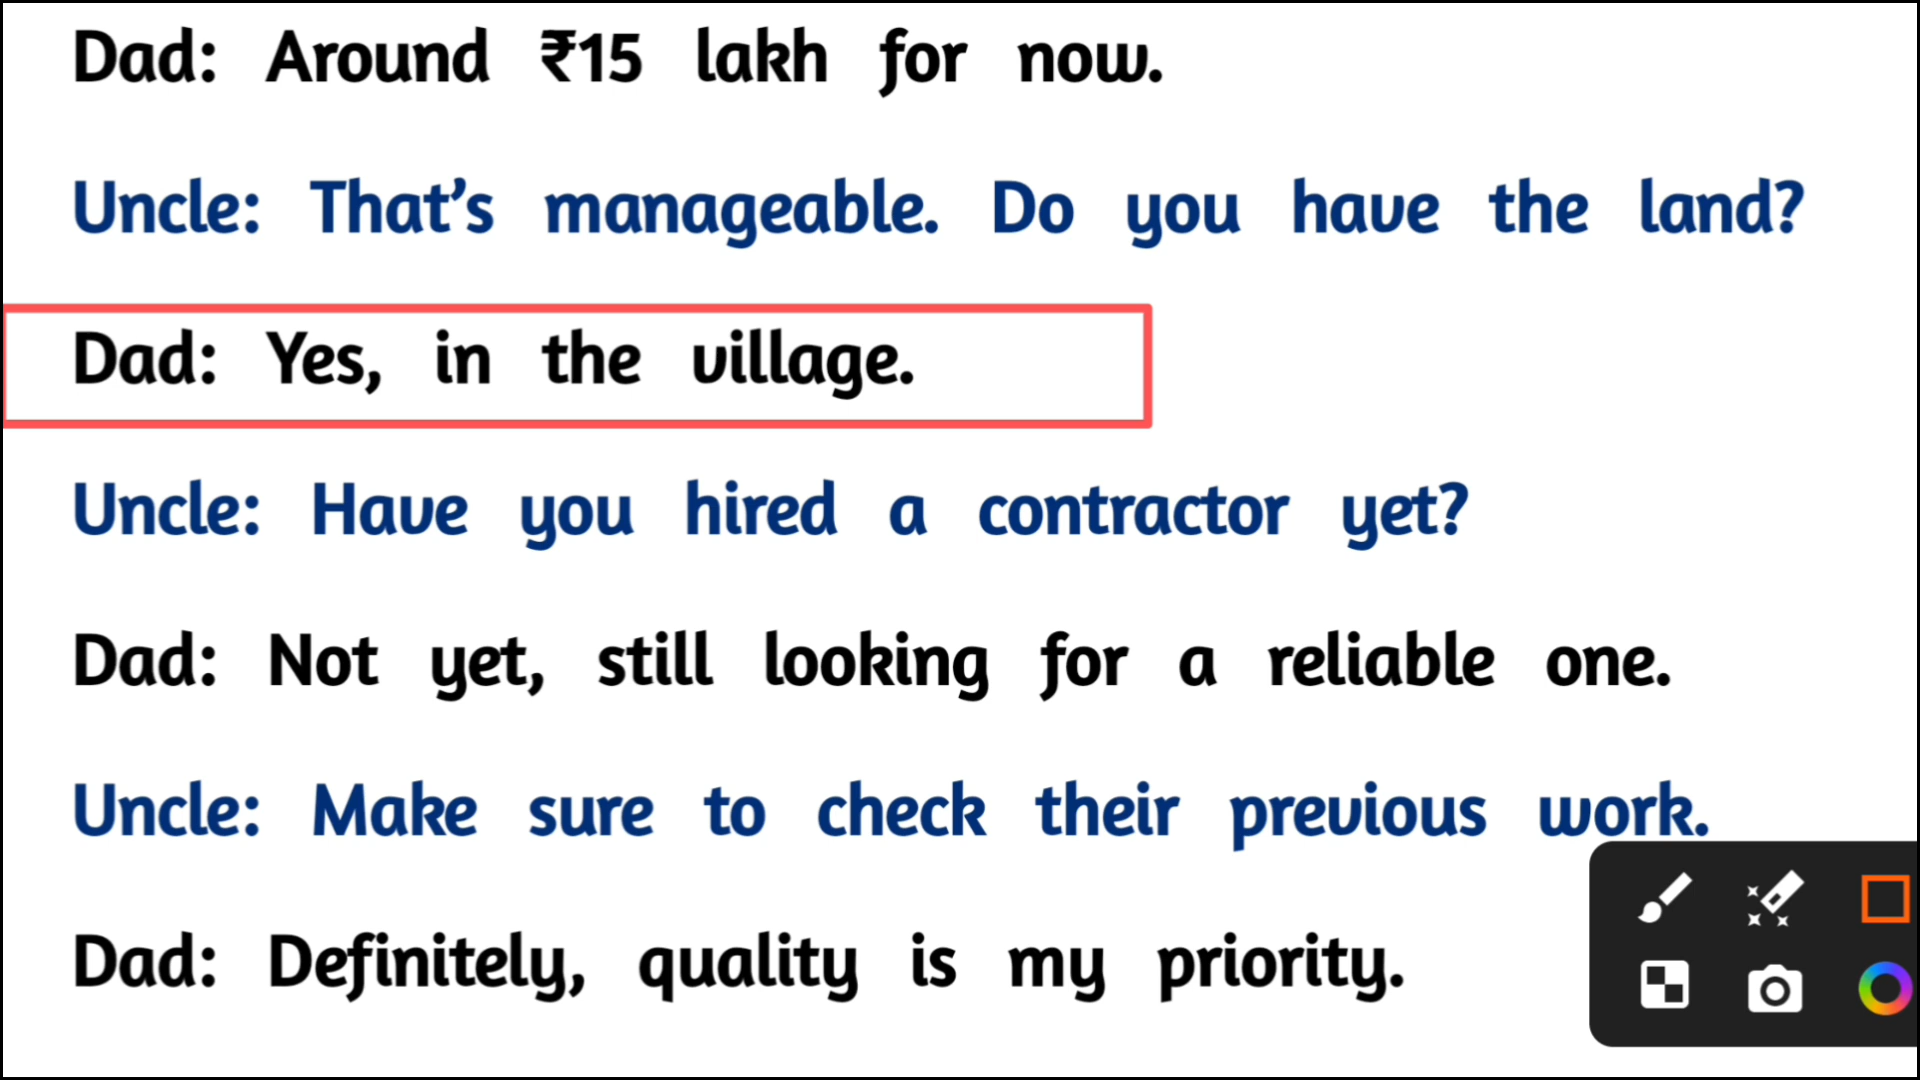 Dad: Around ₹15 lakh for now.
Uncle: That’s manageable. Do you have the land?
Dad: Yes, in the village.
Uncle: Have you hired a contractor yet?
Dad: Not yet, still looking for a reliable one.
Uncle: Make sure to check their previous work.
Dad: Definitely, quality is my priority.